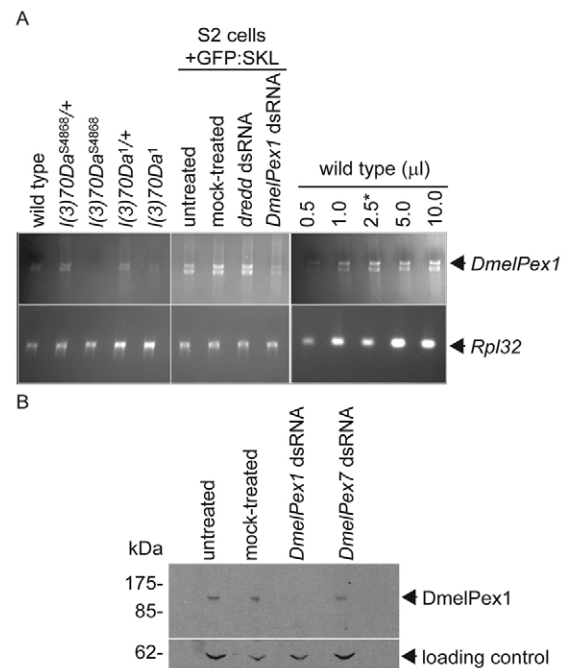 A
S2 cells
+GFP:SKL
wild type
l(3)70Da^S4868/+
l(3)70Da^S4868
l(3)70Da^1/+
l(3)70Da^1
untreated
mock-treated
dredd dsRNA
DmelPex1 dsRNA
wild type (µl)
0.5
1.0
2.5*
5.0
10.0
DmelPex1
Rpl32
B
untreated
mock-treated
DmelPex1 dsRNA
DmelPex7 dsRNA
kDa
175-
85-
62-
DmelPex1
loading control